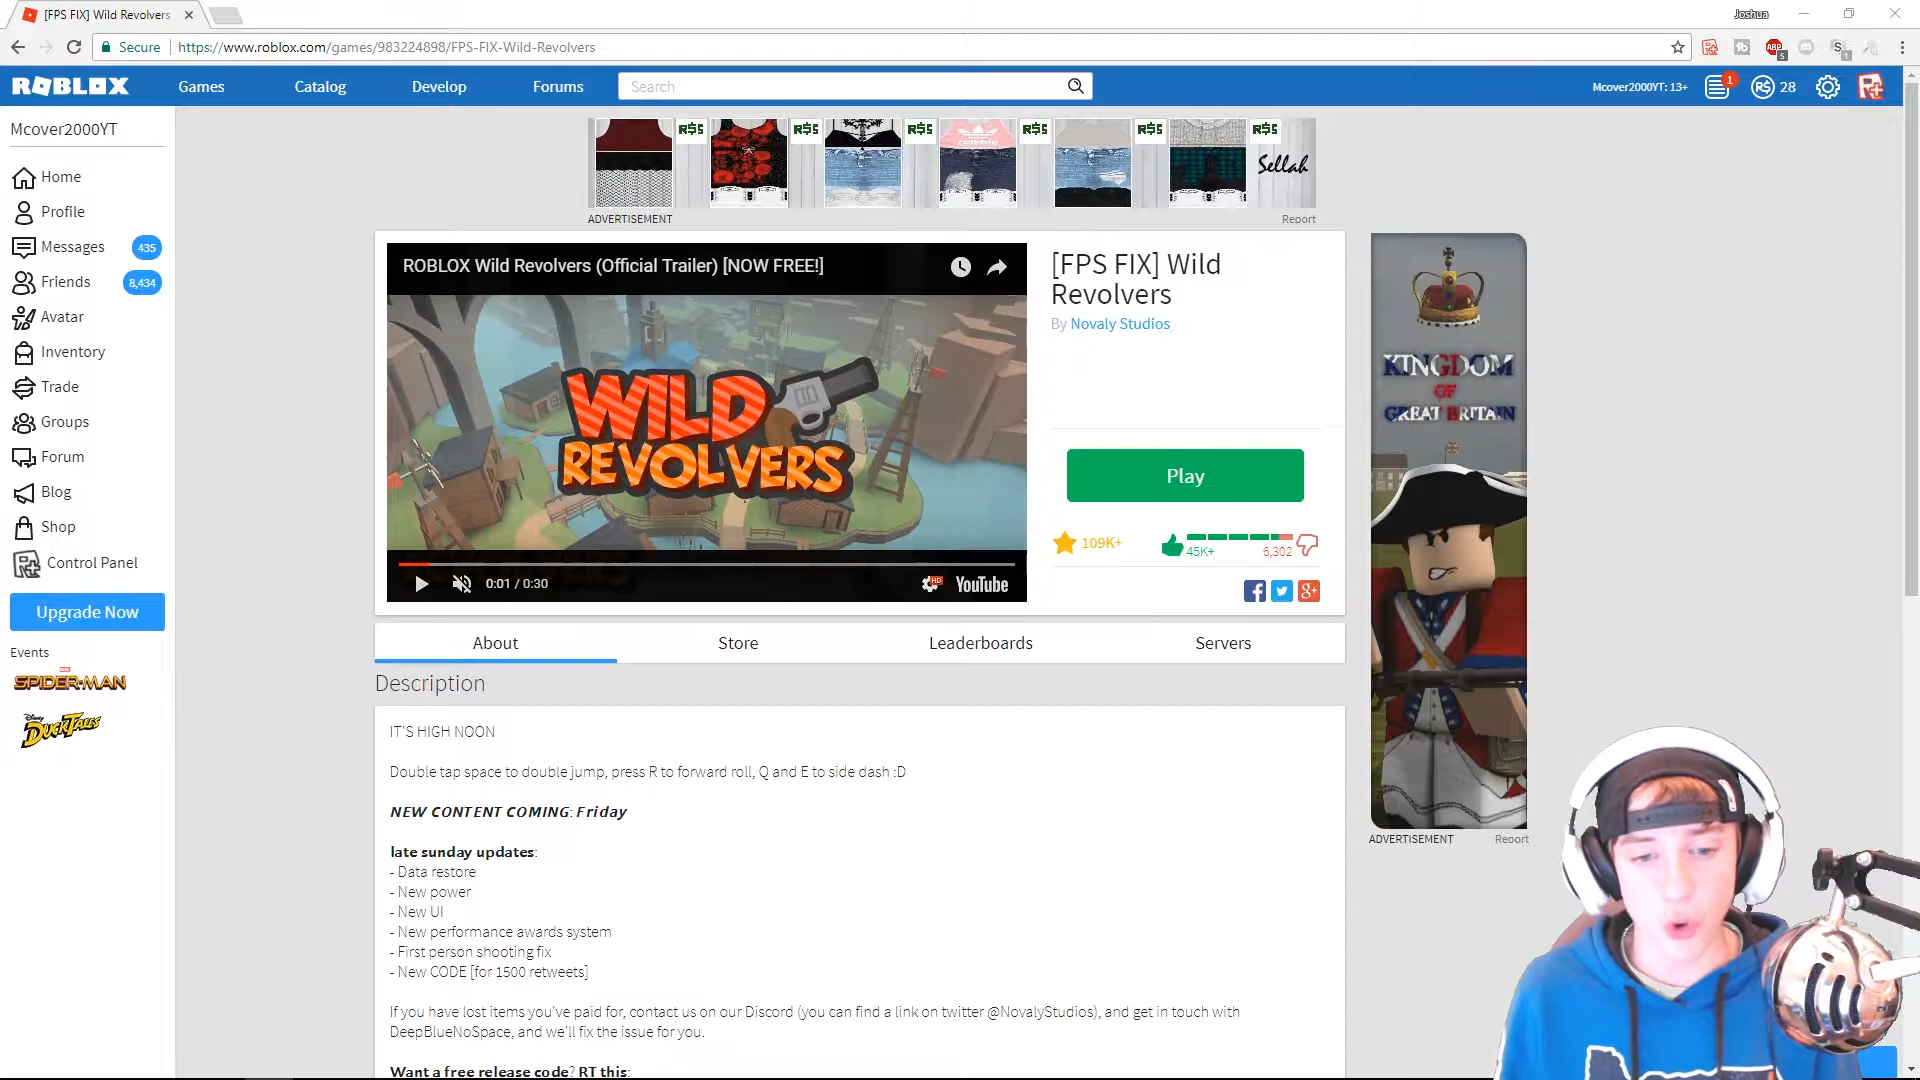 [FPS FIX] Wild Revolvers
Joshua
Secure
https://www.roblox.com/games/983224898/FPS-FIX-Wild-Revolvers
ABP
5
S
1
ROBLOX
Games
Catalog
Develop
Forums
Search
Mcover2000YT: 13+
1
R$
28
Mcover2000YT
Home
Profile
Messages
435
Friends
8,434
Avatar
Inventory
Trade
Groups
Forum
Blog
Shop
Control Panel
Upgrade Now
Events
MARVEL
SPIDER-MAN
Disney
DUCKTALES
R$S
R$S
R$S
R$S
R$S
R$S
adidas
Sellah
ADVERTISEMENT
Report
ROBLOX Wild Revolvers (Official Trailer) [NOW FREE!]
WILD
REVOLVERS
0:01 / 0:30
HD
YouTube
[FPS FIX] Wild
Revolvers
By Novaly Studios
Play
109K+
45K+
6,302
KINGDOM
OF
GREAT BRITAIN
ADVERTISEMENT
Report
About
Store
Leaderboards
Servers
Description
IT'S HIGH NOON
Double tap space to double jump, press R to forward roll, Q and E to side dash :D
NEW CONTENT COMING: Friday
late sunday updates:
- Data restore
- New power
- New UI
- New performance awards system
- First person shooting fix
- New CODE [for 1500 retweets]
If you have lost items you've paid for, contact us on our Discord (you can find a link on twitter @NovalyStudios), and get in touch with
DeepBlueNoSpace, and we'll fix the issue for you.
Want a free release code? RT this: